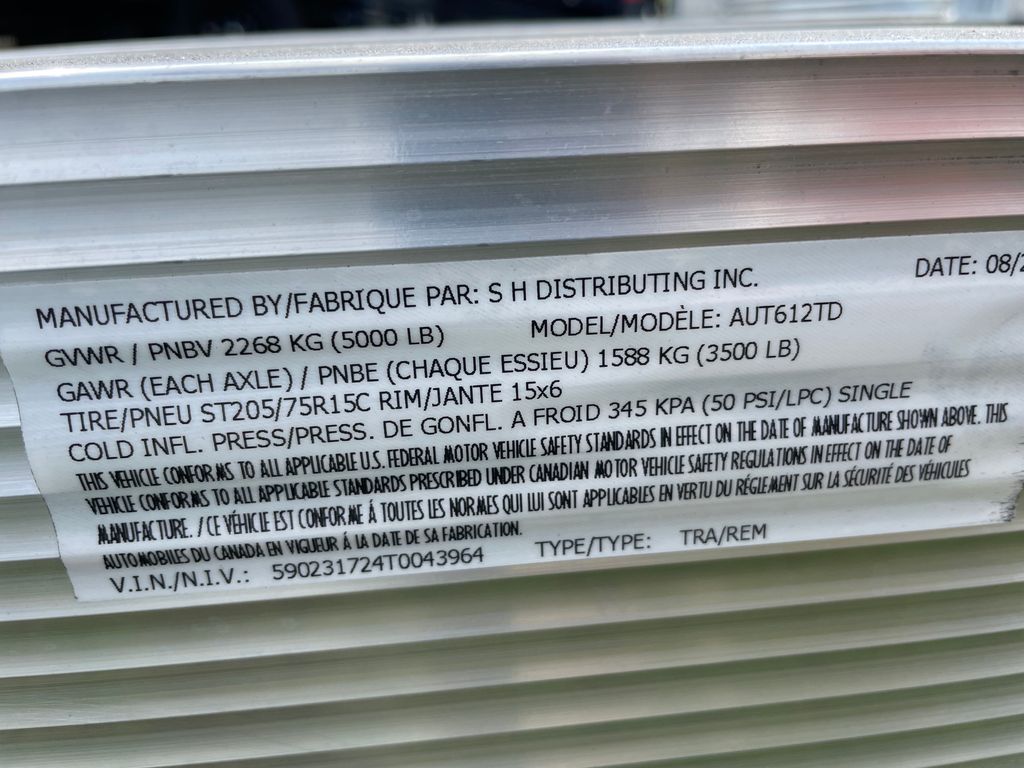 MANUFACTURED BY/FABRIQUE PAR: S H DISTRIBUTING INC. DATE: 08/2
GVWR / PNBV 2268 KG (5000 LB) MODEL/MODÈLE: AUT612TD
GAWR (EACH AXLE) / PNBE (CHAQUE ESSIEU) 1588 KG (3500 LB)
TIRE/PNEU ST205/75R15C RIM/JANTE 15x6
COLD INFL. PRESS/PRESS. DE GONFL. A FROID 345 KPA (50 PSI/LPC) SINGLE
THIS VEHICLE CONFORMS TO ALL APPLICABLE U.S. FEDERAL MOTOR VEHICLE SAFETY STANDARDS IN EFFECT ON THE DATE OF MANUFACTURE SHOWN ABOVE. THIS
VEHICLE CONFORMS TO ALL APPLICABLE STANDARDS PRESCRIBED UNDER CANADIAN MOTOR VEHICLE SAFETY REGULATIONS IN EFFECT ON THE DATE OF
MANUFACTURE. / CE VÉHICLE EST CONFORME À TOUTES LES NORMES QUI LUI SONT APPLICABLES EN VERTU DU RÉGLEMENT SUR LA SÉCURITÉ DES VÉHICULES
AUTOMOBILES DU CANADA EN VIGUEUR À LA DATE DE SA FABRICATION.
V.I.N./N.I.V.: 590231724T0043964 TYPE/TYPE: TRA/REM